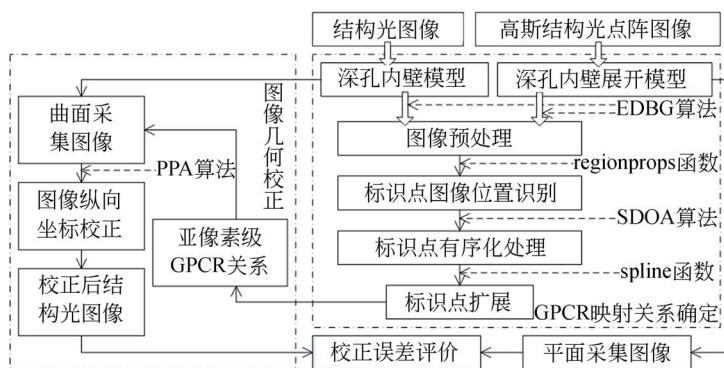 结构光图像
高斯结构光点阵图像
深孔内壁模型
深孔内壁展开模型
EDBG算法
图像预处理
regionprops函数
标识点图像位置识别
SDOA算法
标识点有序化处理
spline函数
标识点扩展
GPCR映射关系确定
图像几何校正
曲面采
集图像
PPA算法
图像纵向
坐标校正
亚像素级
GPCR关系
校正后结
构光图像
校正误差评价
平面采集图像